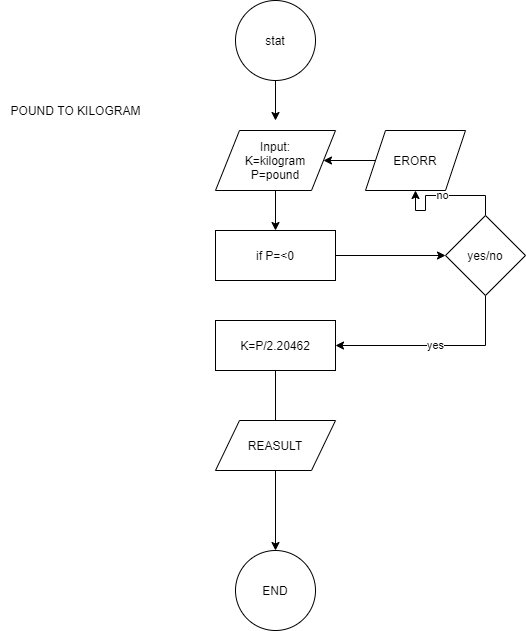 stat
POUND TO KILOGRAM
Input:
K=kilogram
P=pound
ERORR
no
if P=<0
yes/no
K=P/2.20462
yes
REASULT
END